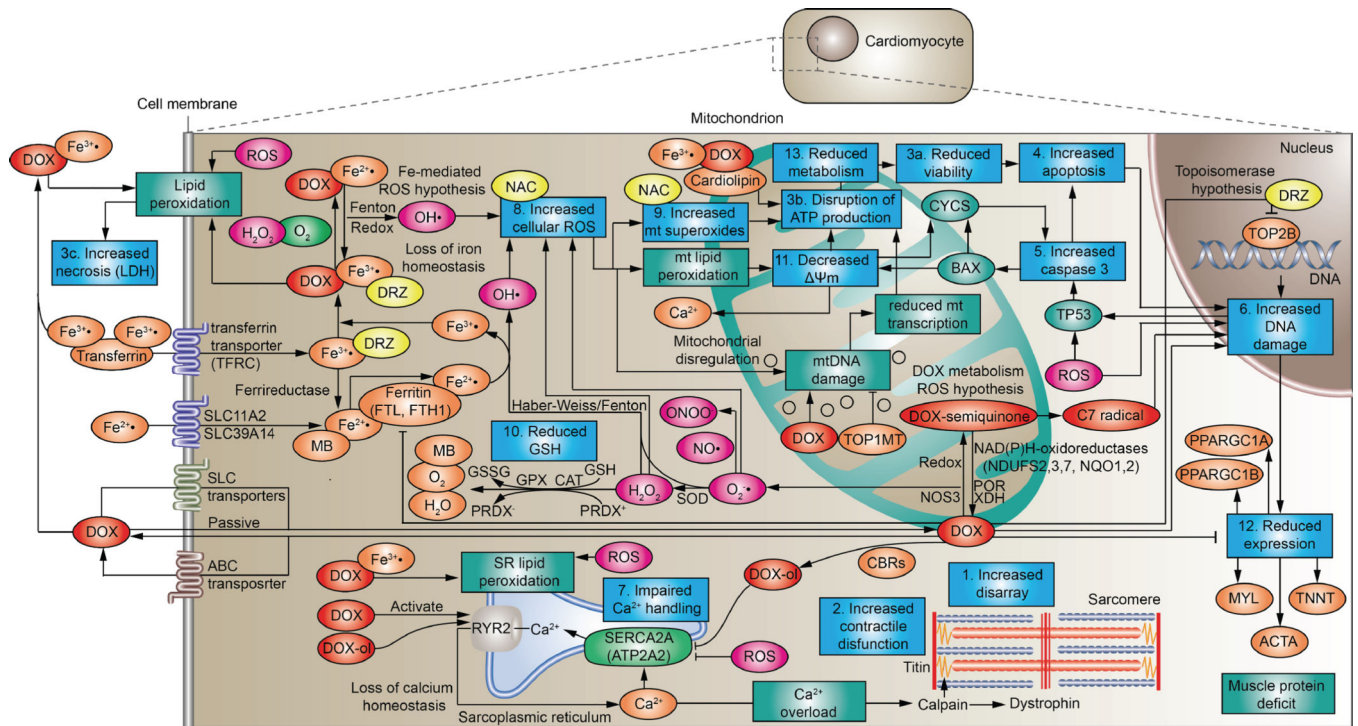 Cardiomyocyte
Cell membrane
Mitochondrion
Nucleus
DOX
Fe³⁺•
ROS
Lipid
peroxidation
3c. Increased
necrosis (LDH)
H₂O₂
O₂
DOX
Fe²⁺•
Fe-mediated
ROS hypothesis
Fenton
Redox
OH•
Loss of iron
homeostasis
DOX
Fe³⁺•
DRZ
NAC
8. Increased
cellular ROS
OH•
Fe³⁺•
DOX
Cardiolipin
NAC
9. Increased
mt superoxides
mt lipid
peroxidation
13. Reduced
metabolism
3b. Disruption of
ATP production
11. Decreased
ΔΨm
3a. Reduced
viability
4. Increased
apoptosis
CYCS
BAX
5. Increased
caspase 3
TP53
ROS
Topoisomerase
hypothesis
DRZ
TOP2B
DNA
6. Increased
DNA
damage
Ca²⁺
Mitochondrial
disregulation
reduced mt
transcription
mtDNA
damage
DOX
TOP1MT
DOX metabolism
ROS hypothesis
DOX-semiquinone
C7 radical
Redox
NAD(P)H-oxidoreductases
(NDUFS2,3,7, NQO1,2)
NOS3
POR
XDH
DOX
Fe³⁺•
Fe³⁺•
Transferrin
transferrin
transporter
(TFRC)
Fe³⁺•
DRZ
Fe³⁺•
Ferrireductase
Fe²⁺•
Ferritin
(FTL, FTH1)
Fe²⁺•
MB
Fe²⁺•
SLC11A2
SLC39A14
Haber-Weiss/Fenton
ONOO⁻
NO•
10. Reduced
GSH
MB
O₂
H₂O
GSSG
GSH
GPX
CAT
PRDX⁻
PRDX⁺
H₂O₂
SOD
O₂⁻•
SLC
transporters
DOX
Passive
ABC
transposrter
PPARGC1A
PPARGC1B
12. Reduced
expression
MYL
TNNT
ACTA
Muscle protein
deficit
DOX
Fe³⁺•
SR lipid
peroxidation
ROS
7. Impaired
Ca²⁺ handling
DOX
Activate
DOX-ol
RYR2
Ca²⁺
SERCA2A
(ATP2A2)
ROS
DOX-ol
CBRs
Loss of calcium
homeostasis
Sarcoplasmic reticulum
Ca²⁺
Ca²⁺
overload
Calpain
Dystrophin
1. Increased
disarray
2. Increased
contractile
disfunction
Sarcomere
Titin